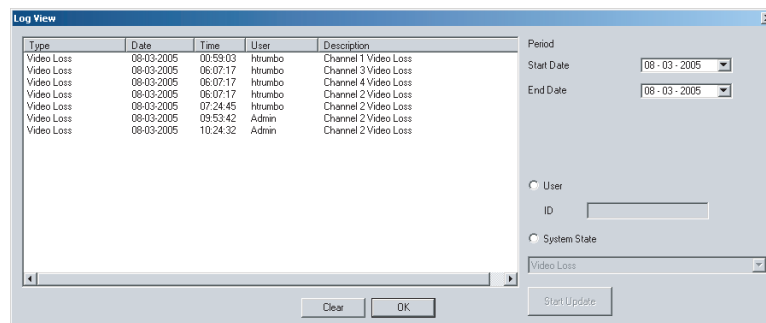 Log View
Type Date Time User Description
Video Loss 08-03-2005 00:59:03 htrumbo Channel 1 Video Loss
Video Loss 08-03-2005 06:07:17 htrumbo Channel 3 Video Loss
Video Loss 08-03-2005 06:07:17 htrumbo Channel 4 Video Loss
Video Loss 08-03-2005 06:07:17 htrumbo Channel 2 Video Loss
Video Loss 08-03-2005 07:24:45 htrumbo Channel 2 Video Loss
Video Loss 08-03-2005 09:53:42 Admin Channel 2 Video Loss
Video Loss 08-03-2005 10:24:32 Admin Channel 2 Video Loss
Clear OK
Period
Start Date 08 - 03 - 2005
End Date 08 - 03 - 2005
User
ID
System State
Video Loss
Start Update